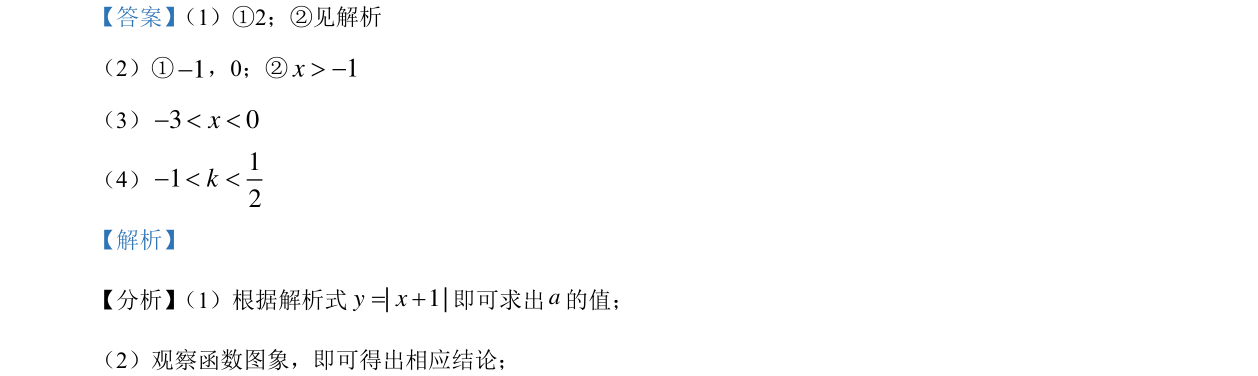 【答案】（1）①2；②见解析
（2）①−1，0；②x > −1
（3）−3 < x < 0
（4）−1 < k < 1/2
【解析】
【分析】（1）根据解析式 y =| x +1| 即可求出 a 的值；
（2）观察函数图象，即可得出相应结论；